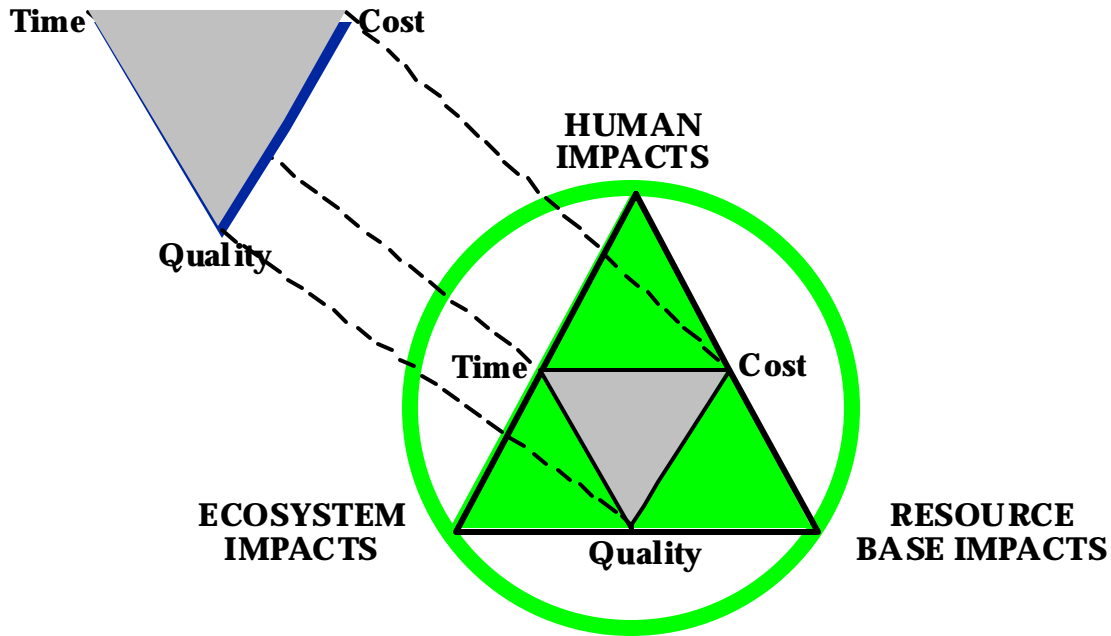 Time
Cost
HUMAN
IMPACTS
Quality
Time
Cost
ECOSYSTEM
IMPACTS
Quality
RESOURCE
BASE IMPACTS